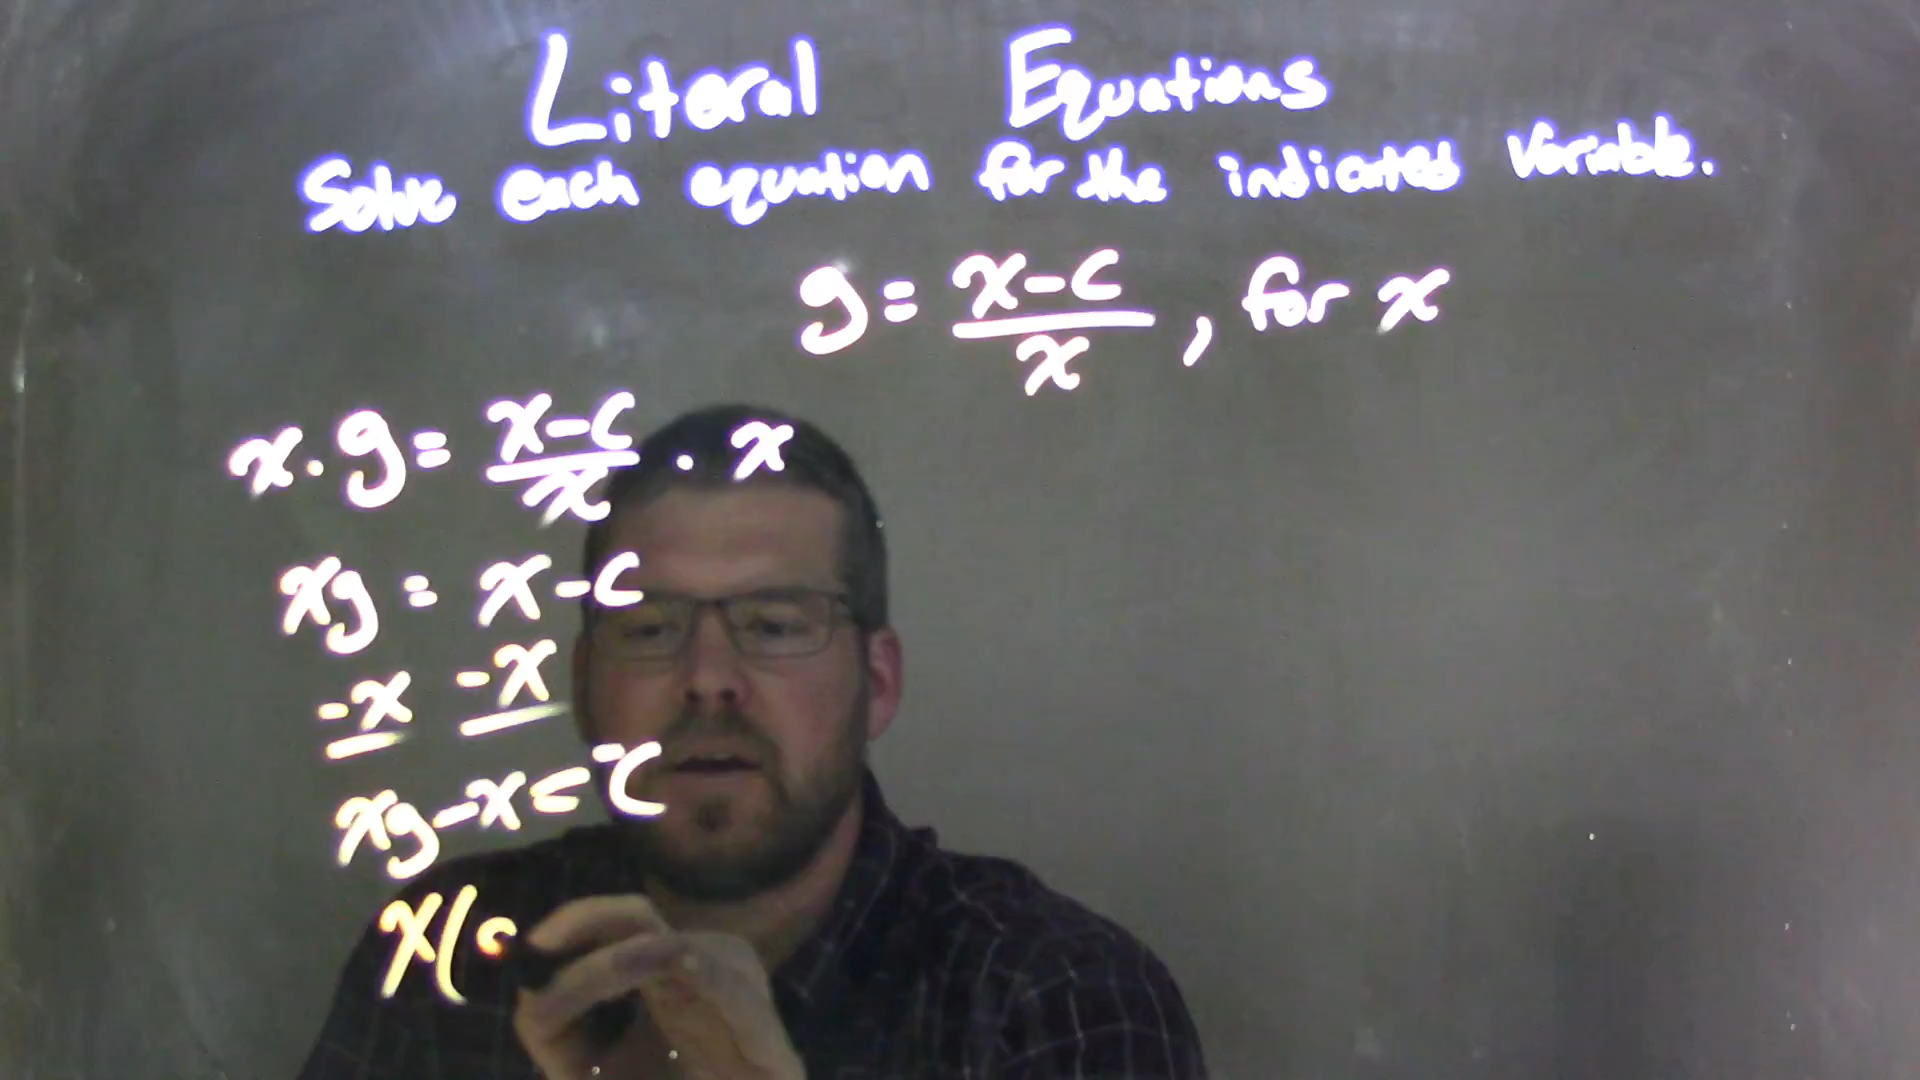 Literal Equations
Solve each equation for the indicated variable.
g = x-c / x , for x
x · g = x-c / x · x
xg = x-c
-x -x
xg-x = -c
x(